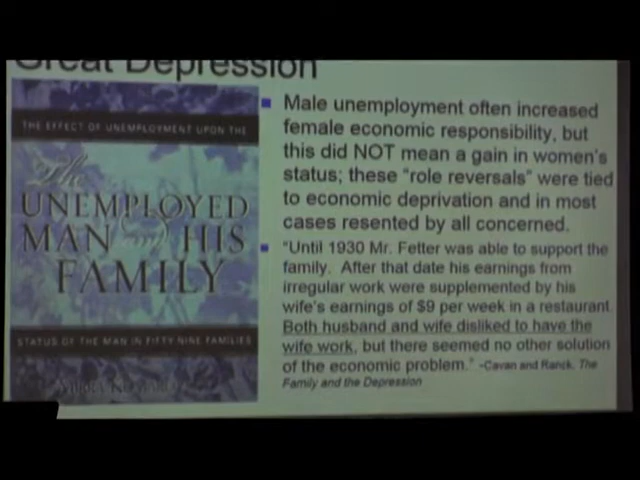 Great Depression
THE EFFECT OF UNEMPLOYMENT UPON THE
The
UNEMPLOYED
MAN and HIS
FAMILY
STATUS OF THE MAN IN FIFTY NINE FAMILIES
Male unemployment often increased
female economic responsibility, but
this did NOT mean a gain in women's
status; these "role reversals" were tied
to economic deprivation and in most
cases resented by all concerned.
"Until 1930 Mr. Fetter was able to support the
family. After that date his earnings from
irregular work were supplemented by his
wife's earnings of $9 per week in a restaurant.
Both husband and wife disliked to have the
wife work, but there seemed no other solution
of the economic problem." -Cavan and Ranck, The
Family and the Depression